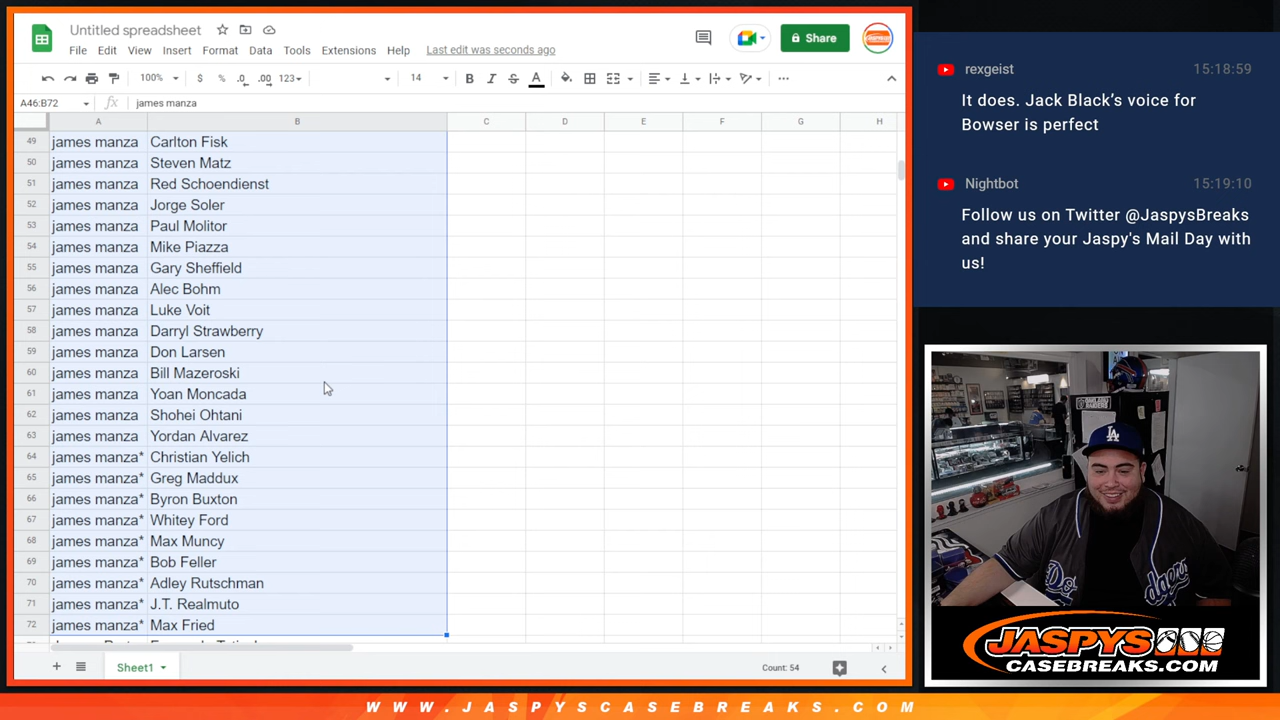 Untitled spreadsheet
File Edit View Insert Format Data Tools Extensions Help Last edit was seconds ago
Share
100% $ % .0 .00 123 14 B I S A
A46:B72 fx james manza
A B C D E F G H
49 james manza Carlton Fisk
50 james manza Steven Matz
51 james manza Red Schoendienst
52 james manza Jorge Soler
53 james manza Paul Molitor
54 james manza Mike Piazza
55 james manza Gary Sheffield
56 james manza Alec Bohm
57 james manza Luke Voit
58 james manza Darryl Strawberry
59 james manza Don Larsen
60 james manza Bill Mazeroski
61 james manza Yoan Moncada
62 james manza Shohei Ohtani
63 james manza Yordan Alvarez
64 james manza* Christian Yelich
65 james manza* Greg Maddux
66 james manza* Byron Buxton
67 james manza* Whitey Ford
68 james manza* Max Muncy
69 james manza* Bob Feller
70 james manza* Adley Rutschman
71 james manza* J.T. Realmuto
72 james manza* Max Fried
Sheet1 Count: 54
rexgeist 15:18:59
It does. Jack Black's voice for
Bowser is perfect
Nightbot 15:19:10
Follow us on Twitter @JaspysBreaks
and share your Jaspy's Mail Day with
us!
LA
JASPYS
CASEBREAKS.COM
WWW.JASPYSCASEBREAKS.COM